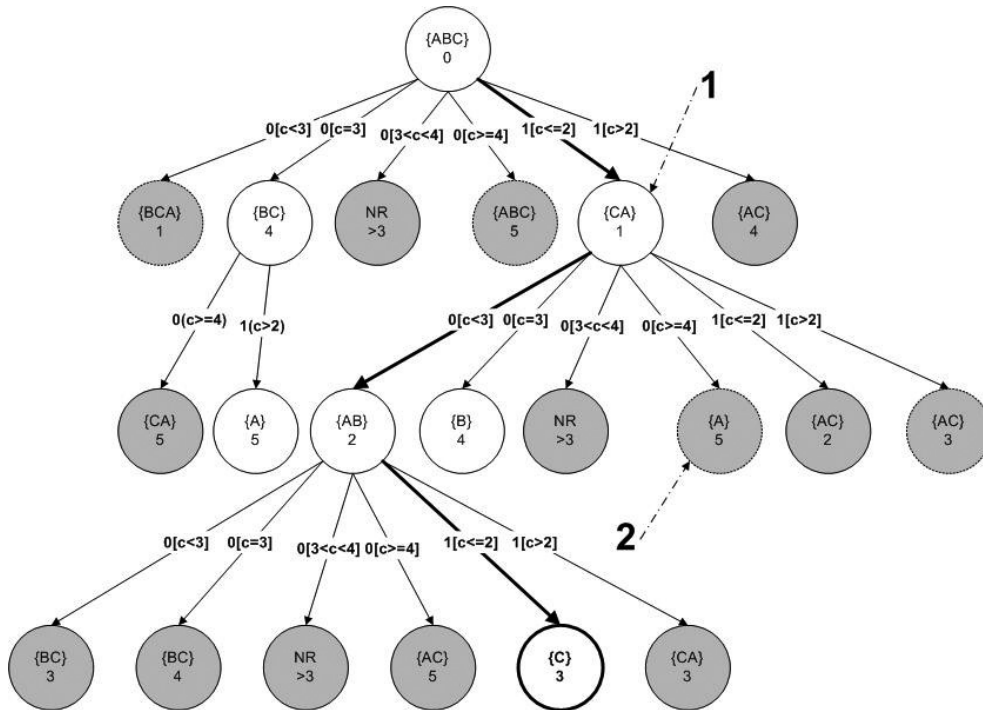 {ABC}
0
1
0[c<3]
0[c=3]
0[3<c<4]
0[c>=4]
1[c<=2]
1[c>2]
{BCA}
1
{BC}
4
NR
>3
{ABC}
5
{CA}
1
{AC}
4
0(c>=4)
1(c>2)
0[c<3]
0[c=3]
0[3<c<4]
0[c>=4]
1[c<=2]
1[c>2]
{CA}
5
{A}
5
{AB}
2
{B}
4
NR
>3
{A}
5
{AC}
2
{AC}
3
2
0[c<3]
0[c=3]
0[3<c<4]
0[c>=4]
1[c<=2]
1[c>2]
{BC}
3
{BC}
4
NR
>3
{AC}
5
{C}
3
{CA}
3